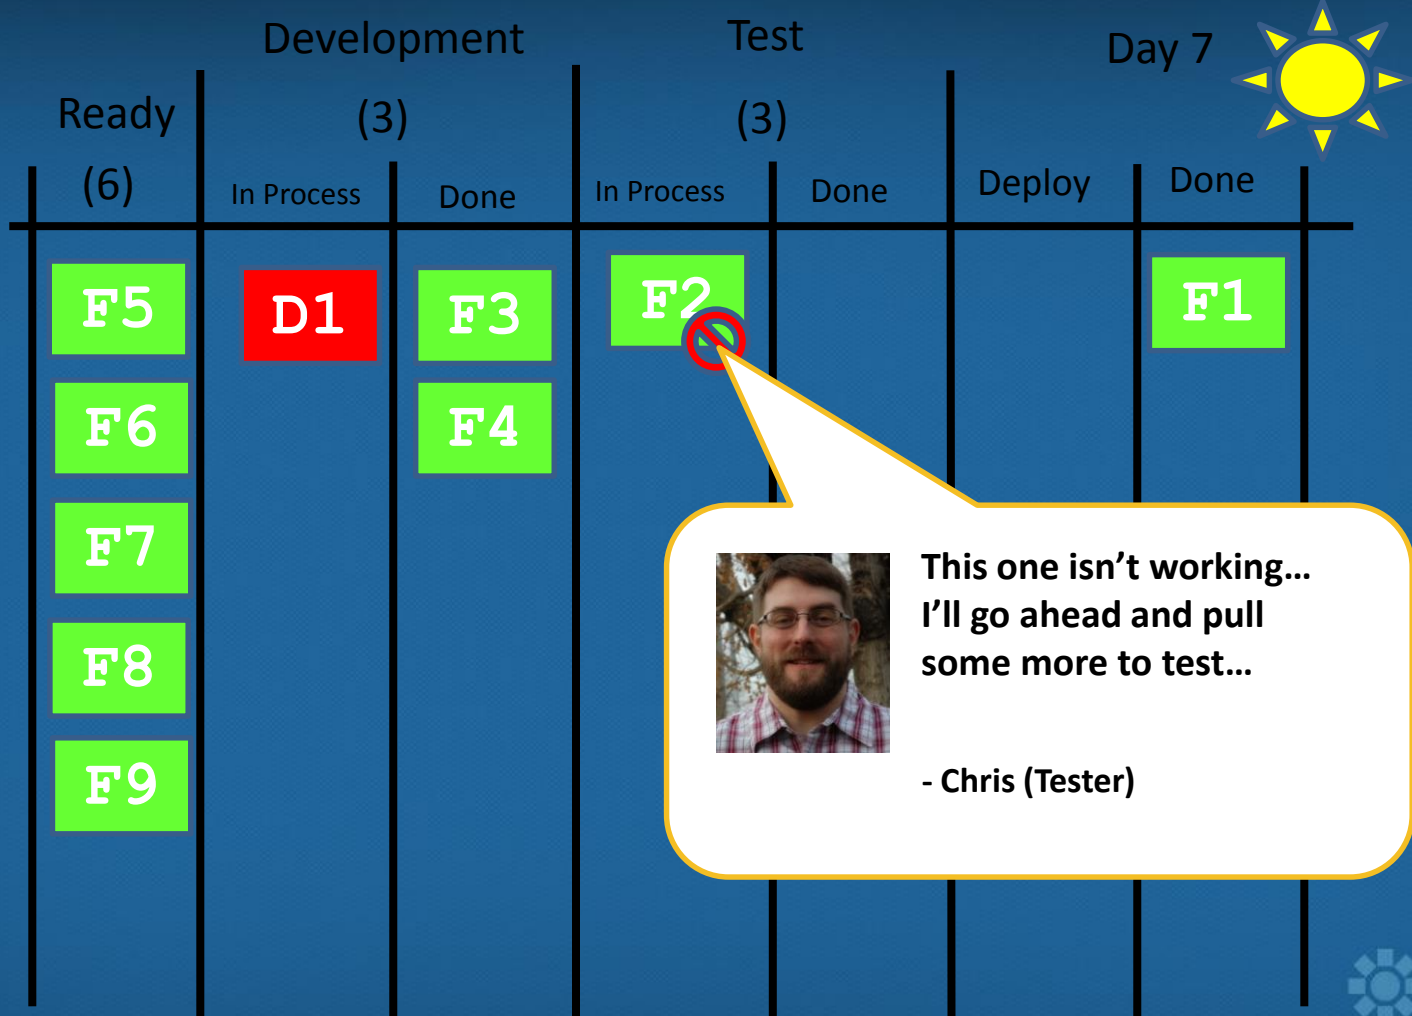 Development
Test
Day 7
Ready
(3)
(3)
(6)
In Process
Done
In Process
Done
Deploy
Done
F5
D1
F3
F2
F1
F6
F4
F7
F8
F9
This one isn’t working…
I’ll go ahead and pull
some more to test…
- Chris (Tester)